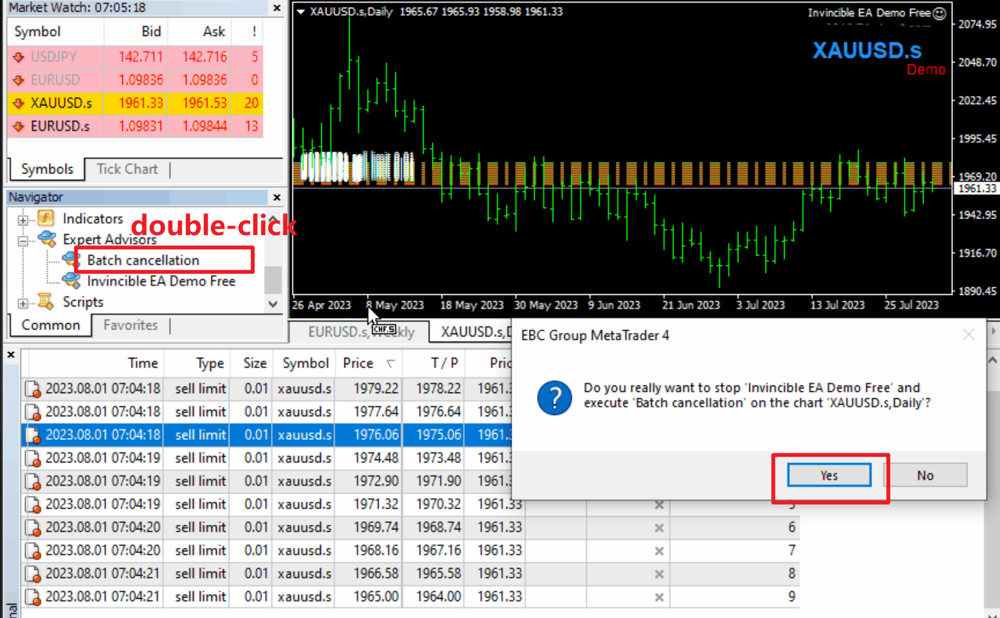 Market Watch: 07:05:18
Symbol Bid Ask !
USDJPY 142.711 142.716 5
EURUSD 1.09836 1.09836 0
XAUUSD.s 1961.33 1961.53 20
EURUSD.s 1.09831 1.09844 13
Symbols Tick Chart
Navigator
Indicators
double-click
Expert Advisors
Batch cancellation
Invincible EA Demo Free
Scripts
Common Favorites
XAUUSD.s,Daily 1965.67 1965.93 1958.98 1961.33
Invincible EA Demo Free
XAUUSD.s
Demo
2074.95
2048.70
2022.45
1995.45
1969.20
1961.33
1942.95
1916.70
1890.45
26 Apr 2023 8 May 2023 18 May 2023 30 May 2023 9 Jun 2023 21 Jun 2023 3 Jul 2023 13 Jul 2023 25 Jul 2023
EURUSD.s,Weekly XAUUSD.s,D
CHF.S
EBC Group MetaTrader 4
Do you really want to stop 'Invincible EA Demo Free' and
execute 'Batch cancellation' on the chart 'XAUUSD.s,Daily'?
Yes No
Time Type Size Symbol Price T / P Pric
2023.08.01 07:04:18 sell limit 0.01 xauusd.s 1979.22 1978.22 1961.3
2023.08.01 07:04:18 sell limit 0.01 xauusd.s 1977.64 1976.64 1961.3
2023.08.01 07:04:18 sell limit 0.01 xauusd.s 1976.06 1975.06 1961.3
2023.08.01 07:04:19 sell limit 0.01 xauusd.s 1974.48 1973.48 1961.3
2023.08.01 07:04:19 sell limit 0.01 xauusd.s 1972.90 1971.90 1961.3
2023.08.01 07:04:19 sell limit 0.01 xauusd.s 1971.32 1970.32 1961.33 5
2023.08.01 07:04:20 sell limit 0.01 xauusd.s 1969.74 1968.74 1961.33 6
2023.08.01 07:04:20 sell limit 0.01 xauusd.s 1968.16 1967.16 1961.33 7
2023.08.01 07:04:21 sell limit 0.01 xauusd.s 1966.58 1965.58 1961.33 8
2023.08.01 07:04:21 sell limit 0.01 xauusd.s 1965.00 1964.00 1961.33 9
nal